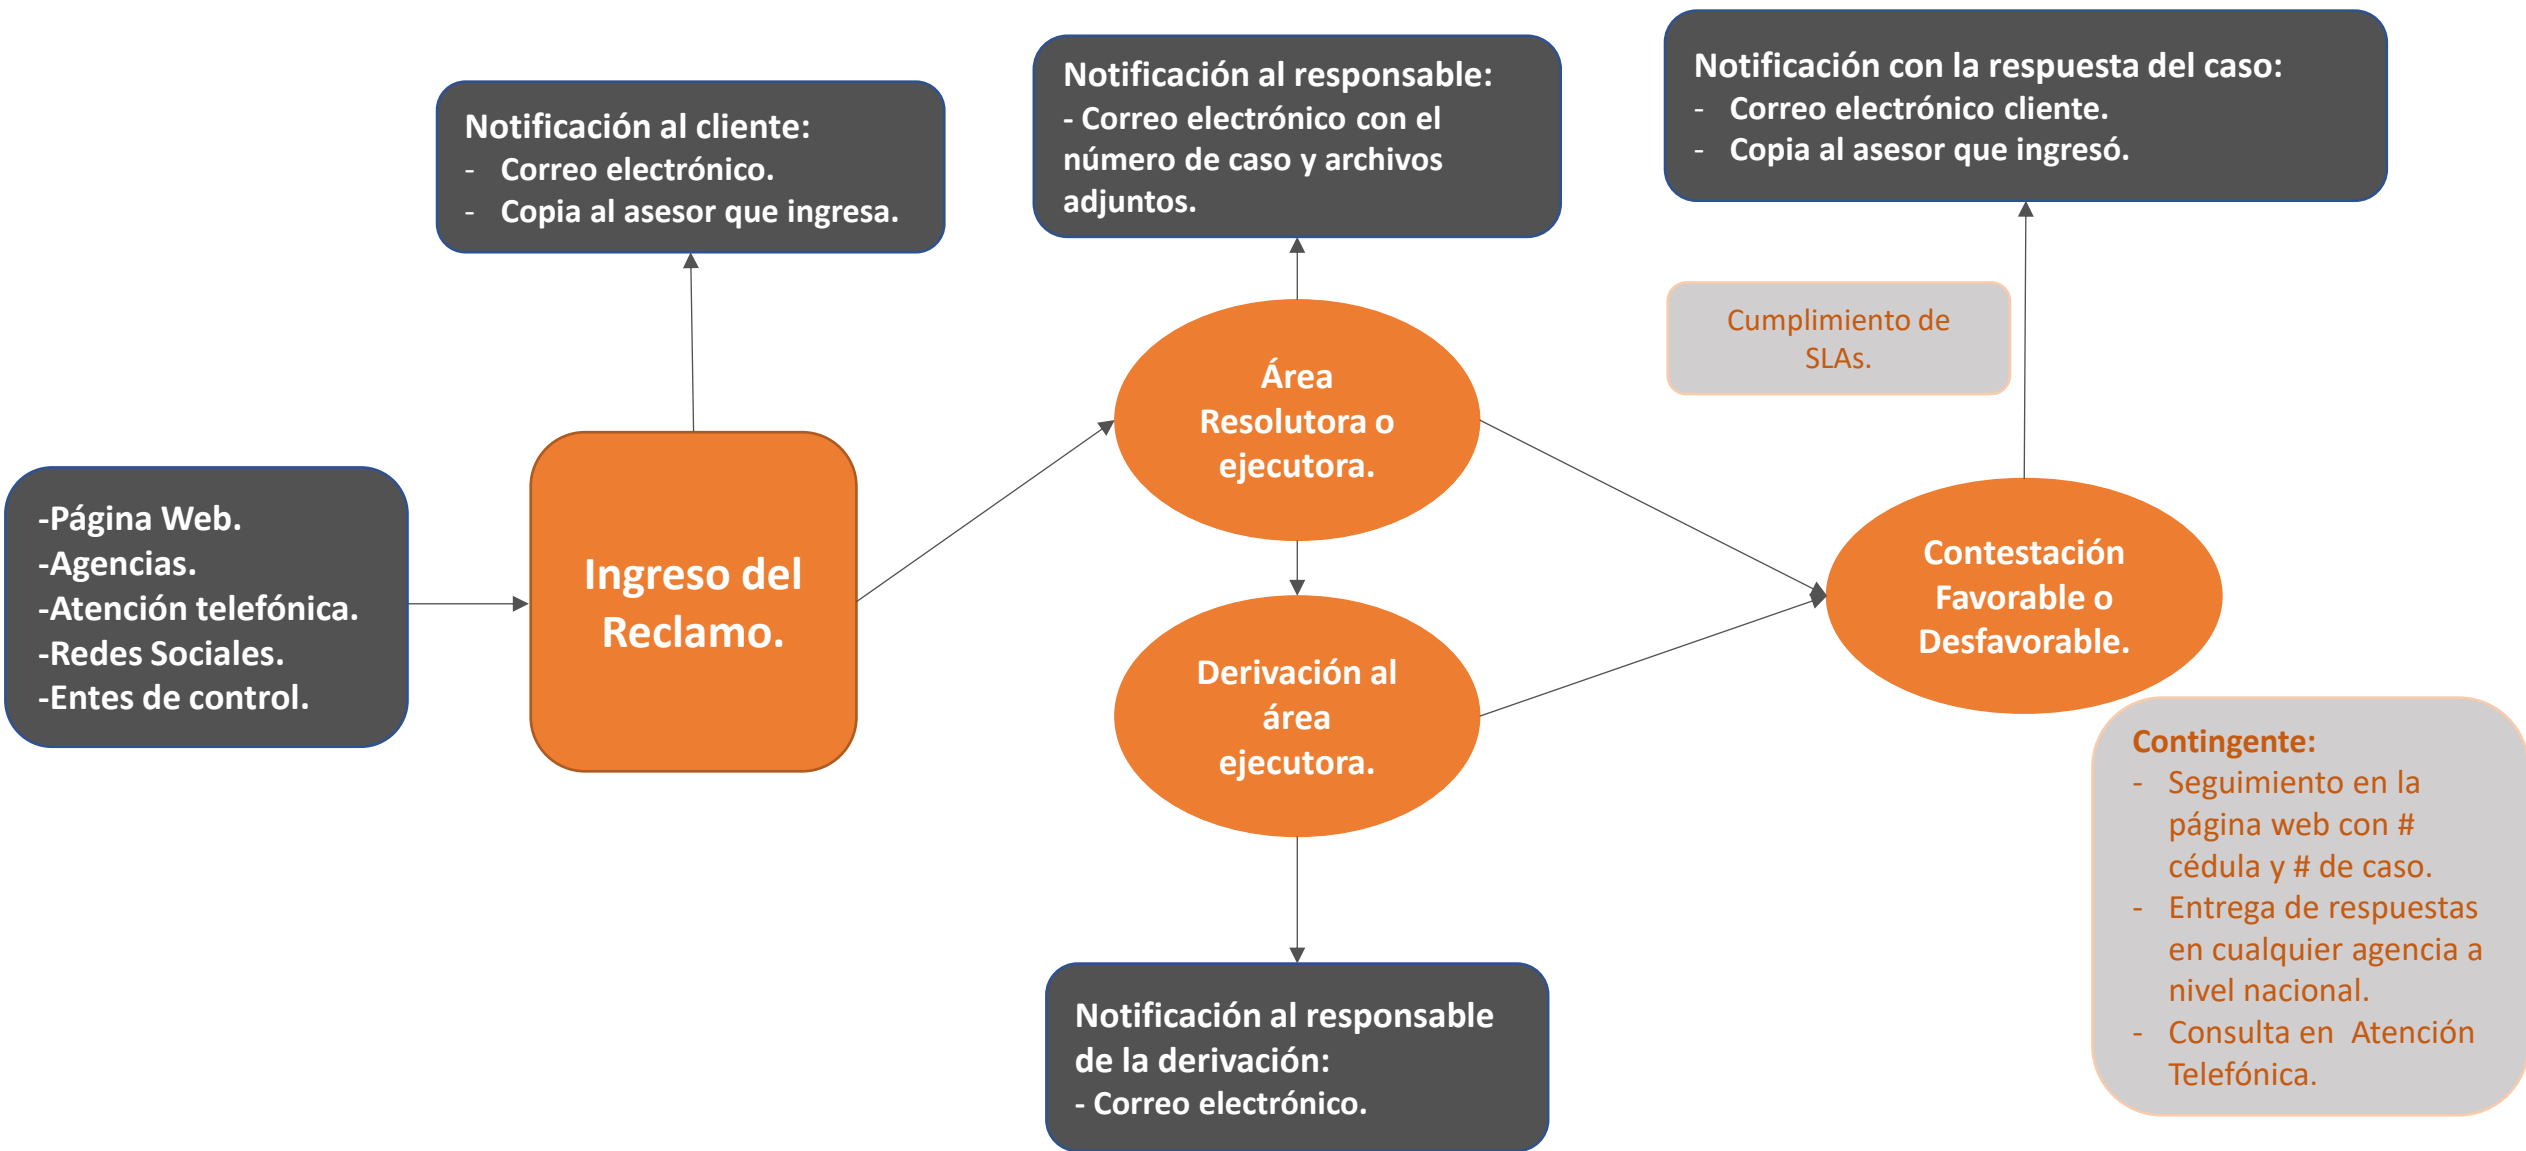 -Página Web.
-Agencias.
-Atención telefónica.
-Redes Sociales.
-Entes de control.
Notificación al cliente:
- Correo electrónico.
- Copia al asesor que ingresa.
Ingreso del
Reclamo.
Notificación al responsable:
- Correo electrónico con el
número de caso y archivos
adjuntos.
Área
Resolutora o
ejecutora.
Derivación al
área
ejecutora.
Notificación al responsable
de la derivación:
- Correo electrónico.
Notificación con la respuesta del caso:
- Correo electrónico cliente.
- Copia al asesor que ingresó.
Cumplimiento de
SLAs.
Contestación
Favorable o
Desfavorable.
Contingente:
- Seguimiento en la
página web con #
cédula y # de caso.
- Entrega de respuestas
en cualquier agencia a
nivel nacional.
- Consulta en Atención
Telefónica.